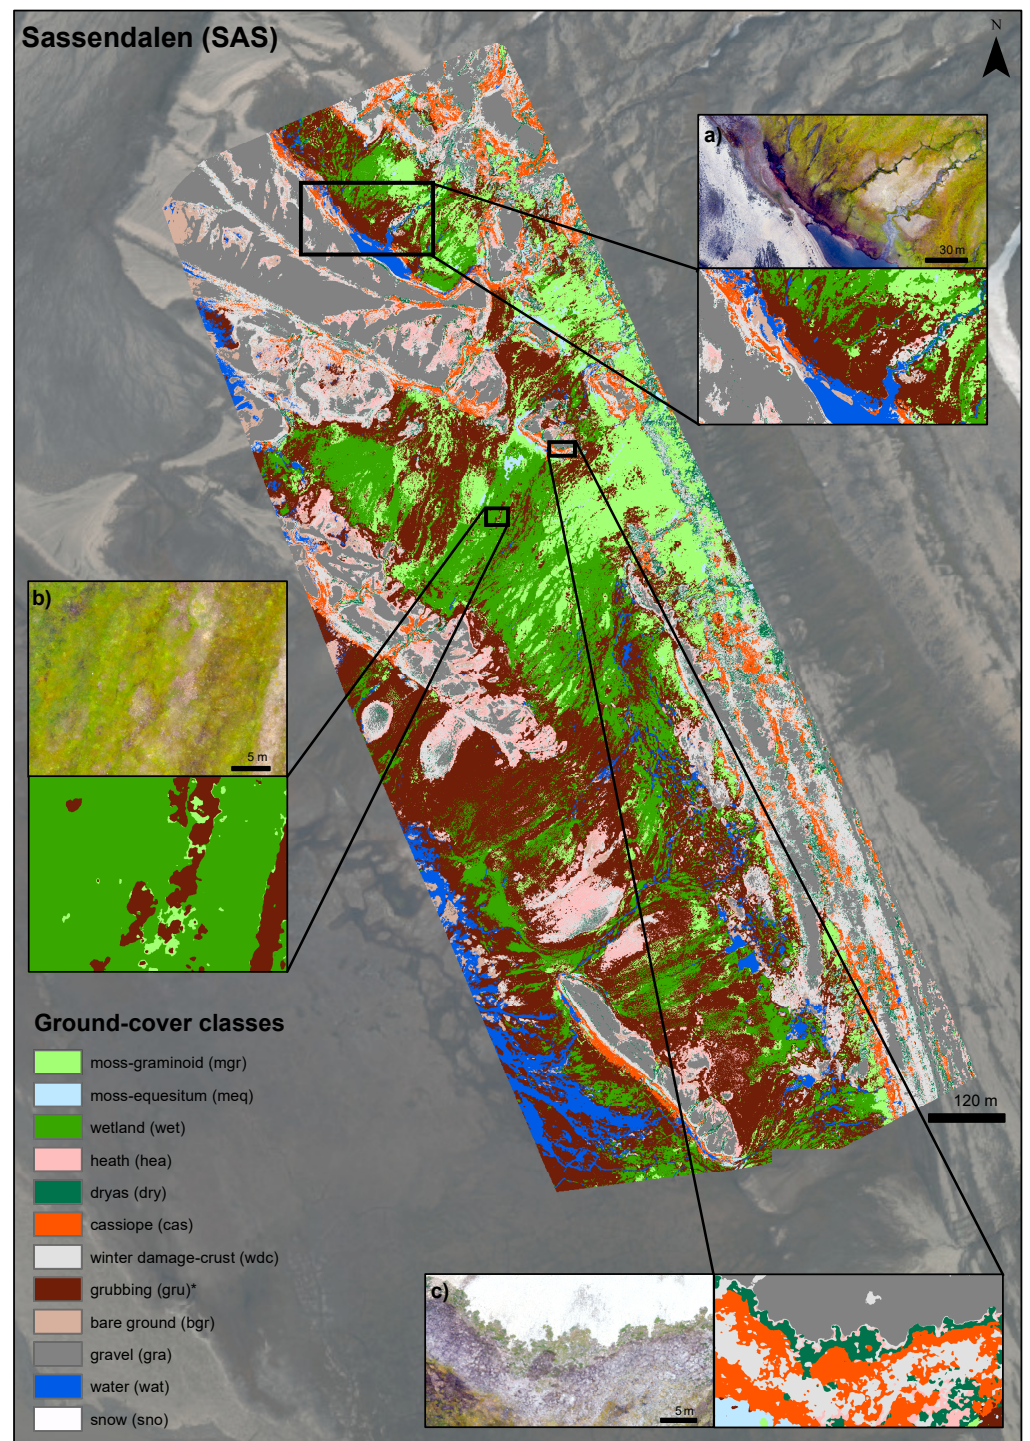 Sassendalen (SAS)
N
a)
30 m
b)
5 m
Ground-cover classes
moss-graminoid (mgr)
moss-equesitum (meq)
wetland (wet)
heath (hea)
dryas (dry)
cassiope (cas)
winter damage-crust (wdc)
grubbing (gru)*
bare ground (bgr)
gravel (gra)
water (wat)
snow (sno)
120 m
c)
5 m